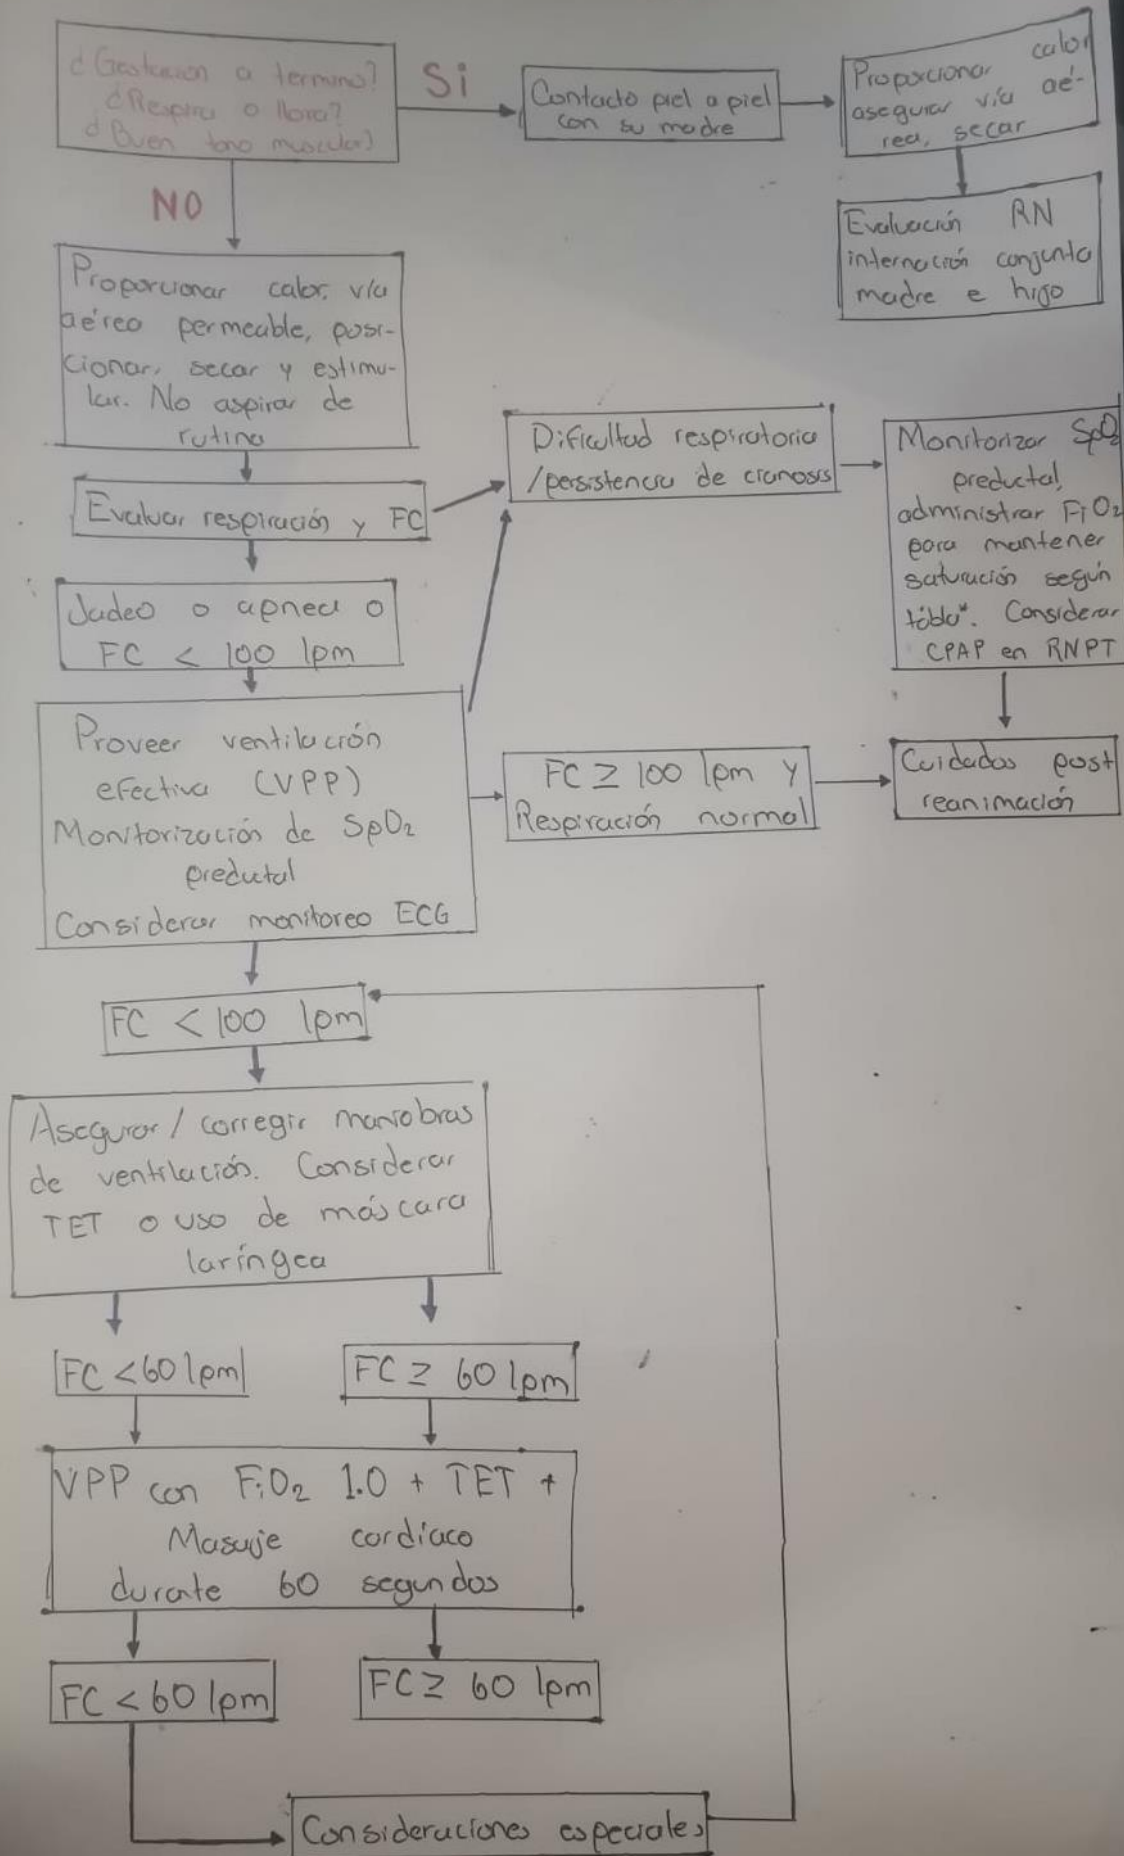 ¿Gestación a termino?
¿Respira o llora?
¿Buen tono muscular?
Si
Contacto piel a piel
con su madre
Proporcionar calor
asegurar vía aé-
rea, secar
NO
Evaluación RN
internación conjunta
madre e hijo
Proporcionar calor, vía
aéreo permeable, posi-
cionar, secar y estimu-
lar. No aspirar de
rutina
Evaluar respiración y FC
Dificultad respiratoria
/persistencia de cianosis
Monitorizar SpO2
preductal,
administrar FiO2
para mantener
saturación según
tábla*. Considerar
CPAP en RNPT
Jadeo o apnea o
FC < 100 lpm
Proveer ventilación
efectiva (VPP)
Monitorización de SpO2
predutal
Considerar monitoreo ECG
FC ≥ 100 lpm y
Respiración normal
Cuidados post
reanimación
FC < 100 lpm
Asegurar / corregir maniobras
de ventilación. Considerar
TET o uso de máscara
laríngea
FC < 60 lpm
FC ≥ 60 lpm
VPP con FiO2 1.0 + TET +
Masaje cardíaco
durante 60 segundos
FC < 60 lpm
FC ≥ 60 lpm
Consideraciones especiales